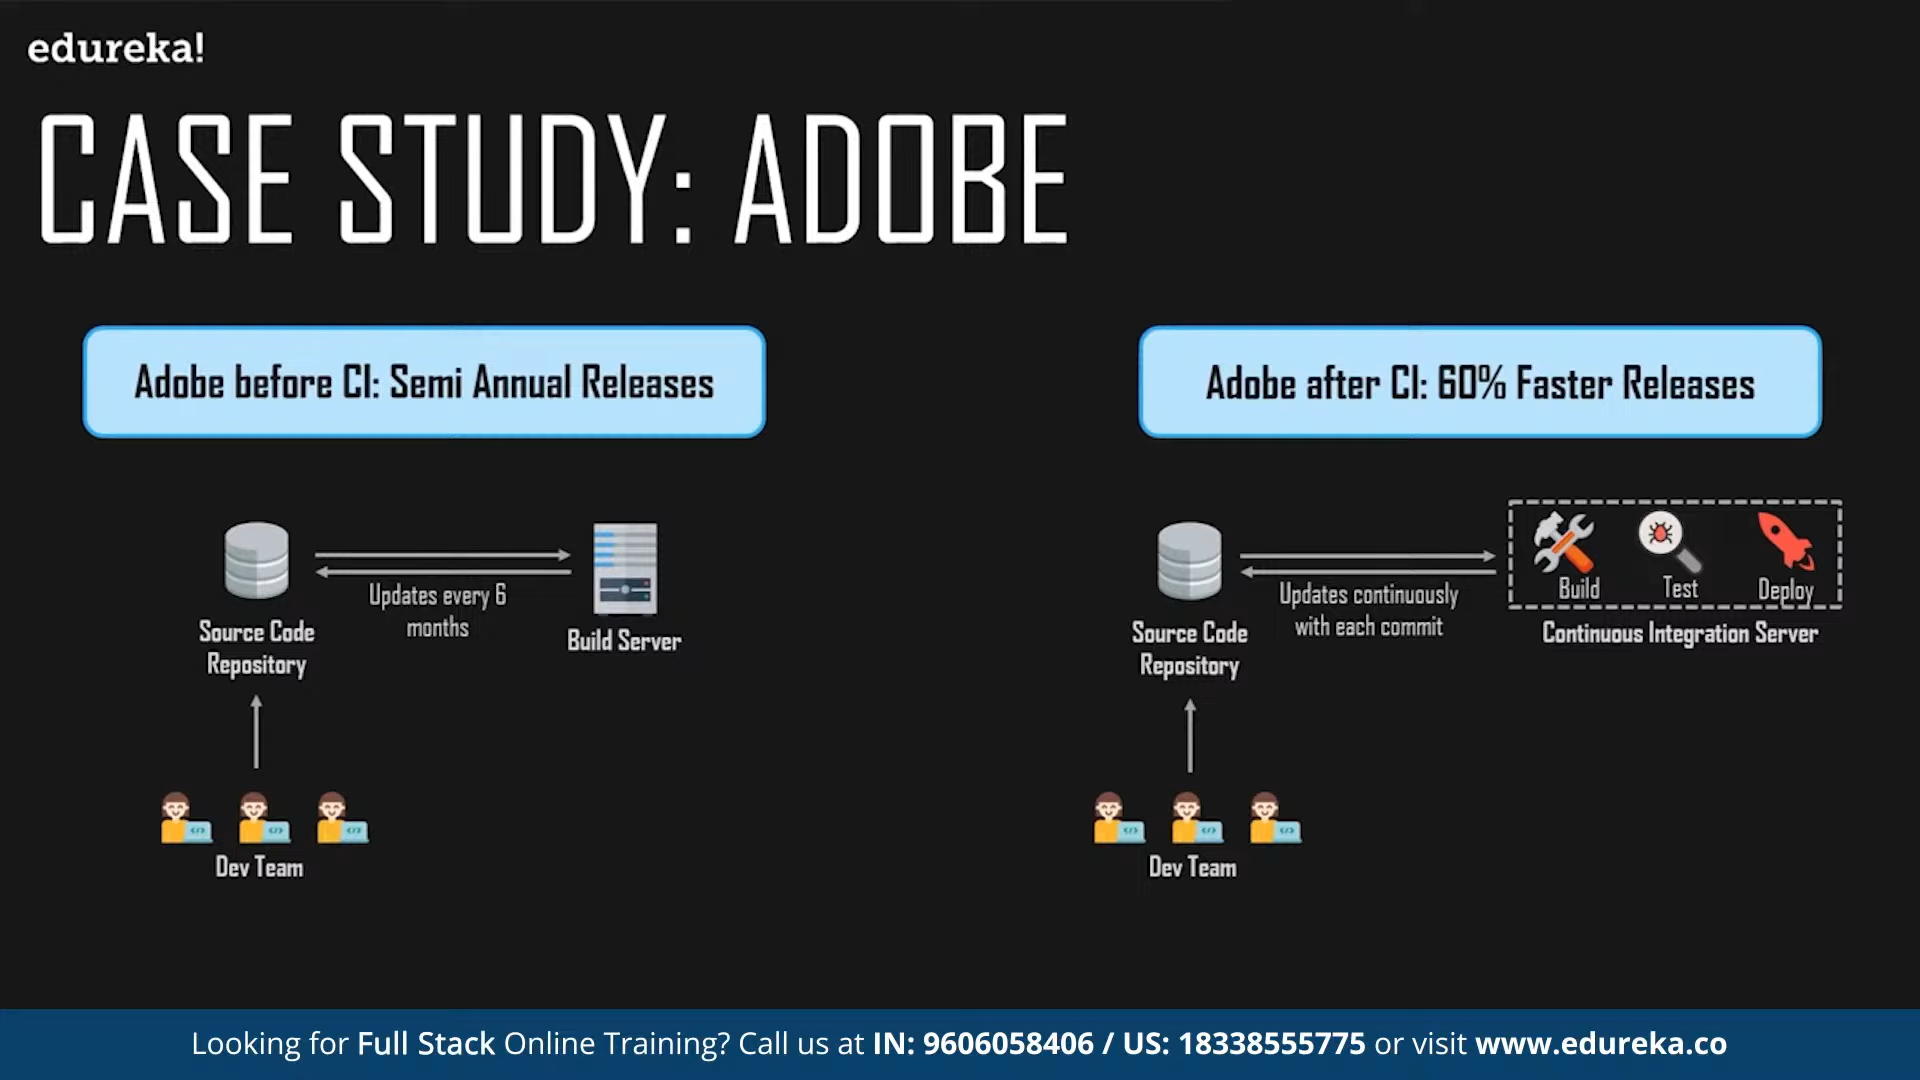 edureka!
CASE STUDY: ADOBE
Adobe before CI: Semi Annual Releases
Source Code
Repository
Updates every 6
months
Build Server
Dev Team
Adobe after CI: 60% Faster Releases
Source Code
Repository
Updates continuously
with each commit
Build
Test
Deploy
Continuous Integration Server
Dev Team
Looking for Full Stack Online Training? Call us at IN: 9606058406 / US: 18338555775 or visit www.edureka.co